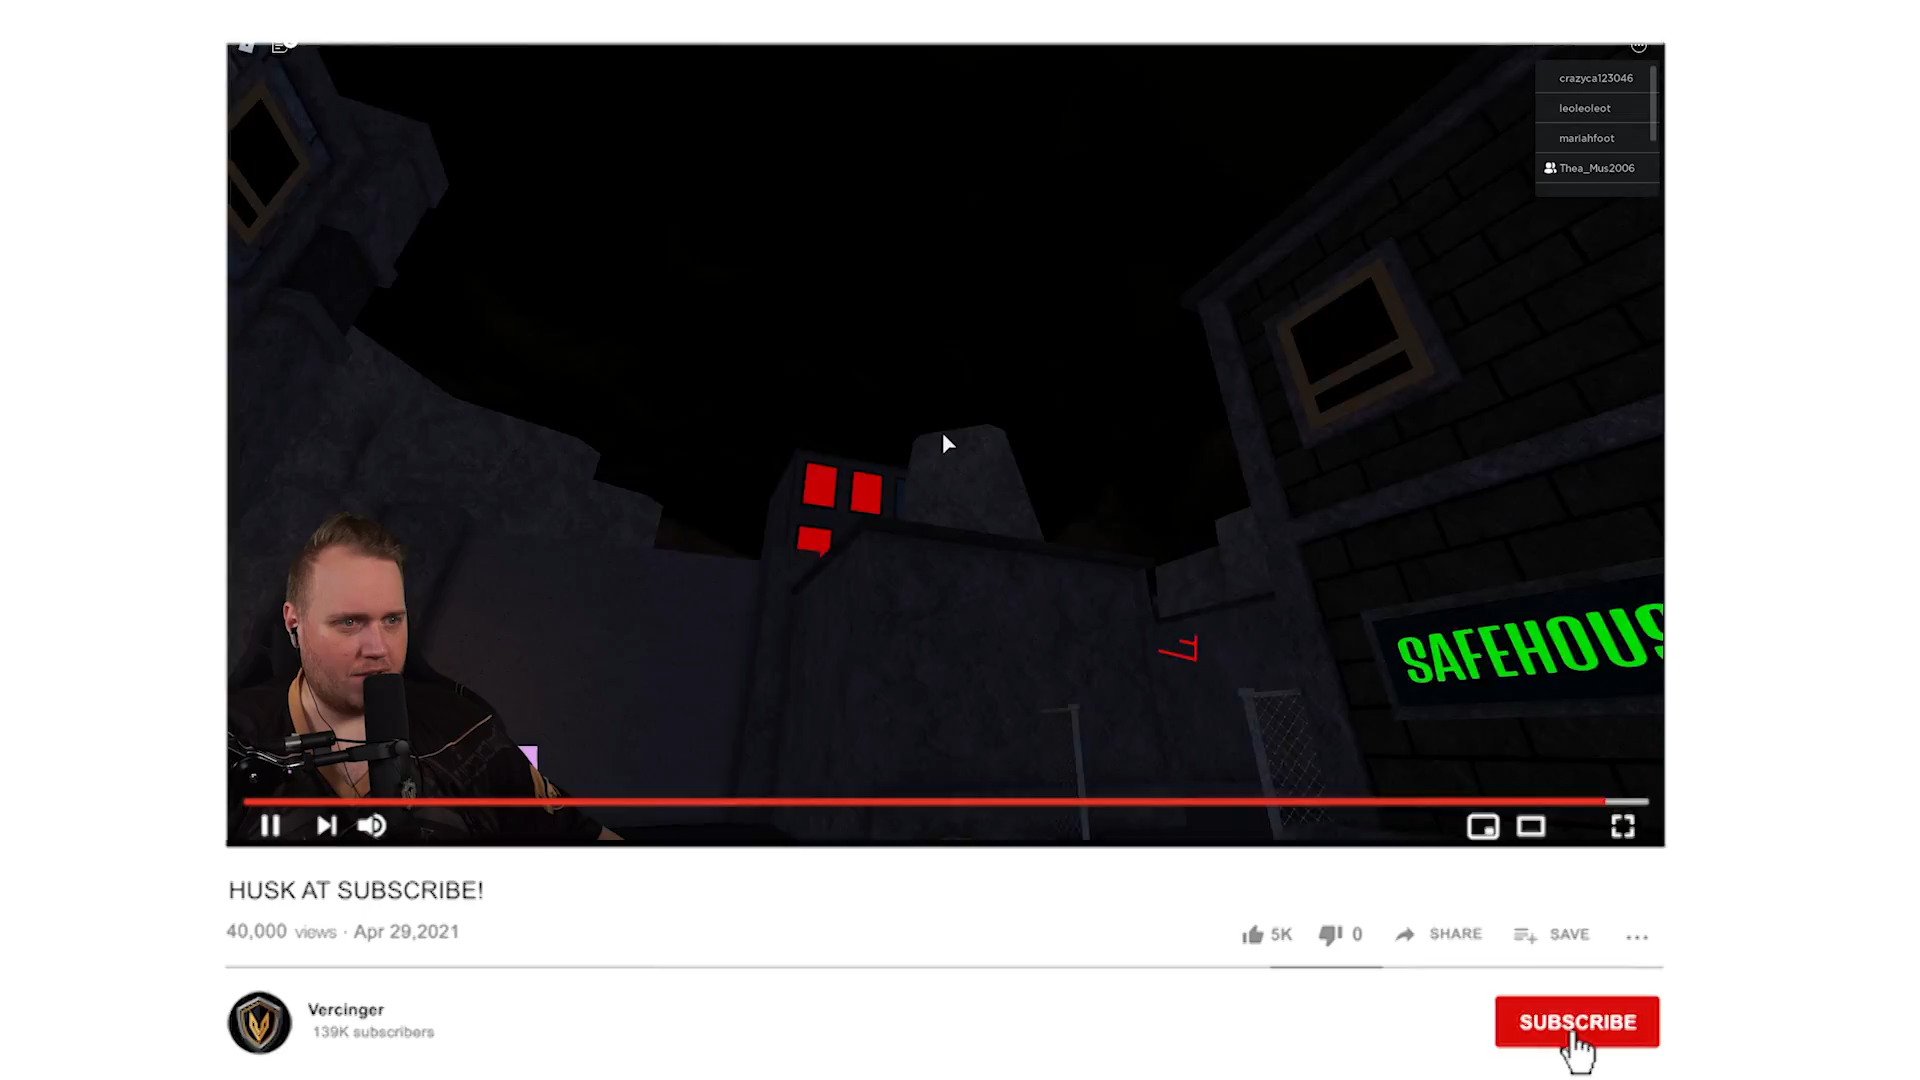 crazyca123046
leoleoleot
mariahfoot
Thea_Mus2006
SAFEHOUS
HUSK AT SUBSCRIBE!
40,000 views · Apr 29,2021
5K 0 SHARE SAVE ...
Vercinger
139K subscribers
SUBSCRIBE